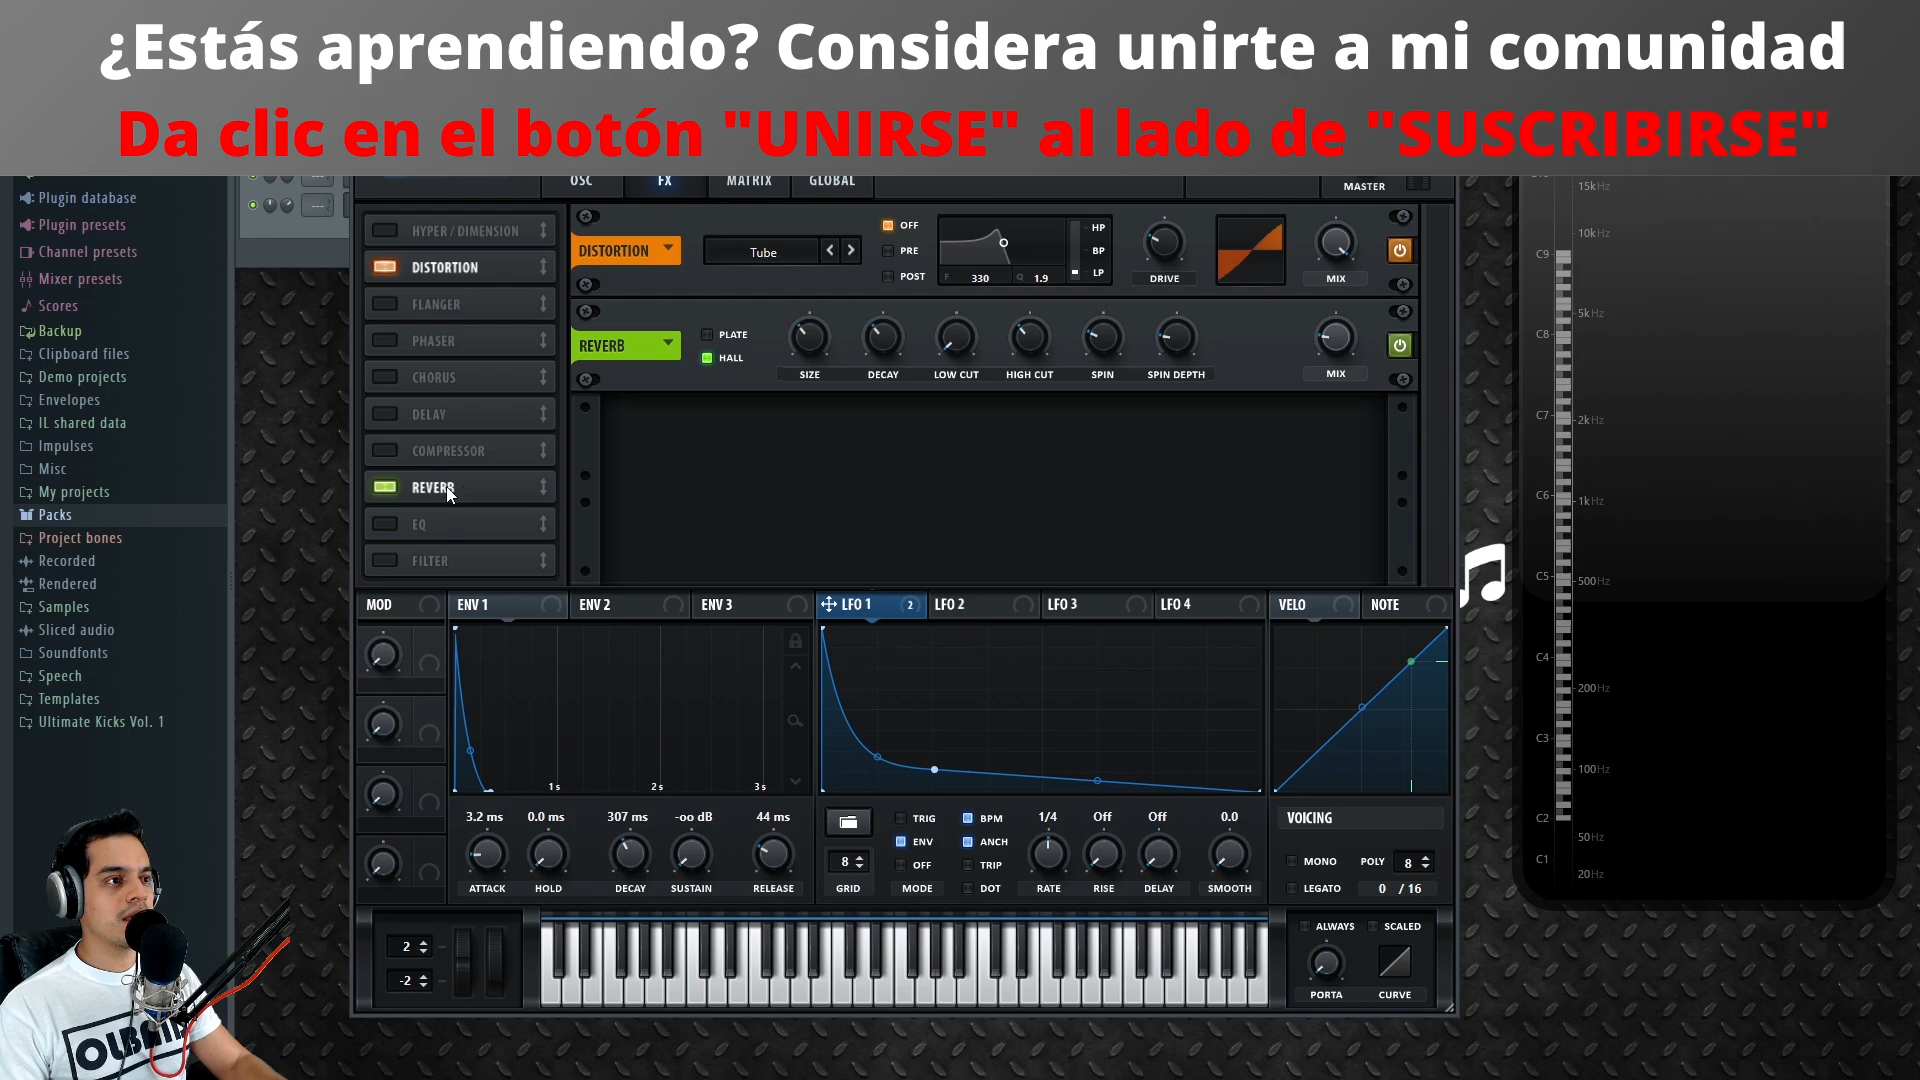 ¿Estás aprendiendo? Considera unirte a mi comunidad
Da clic en el botón "UNIRSE" al lado de "SUSCRIBIRSE"
Plugin database
Plugin presets
Channel presets
Mixer presets
Scores
Backup
Clipboard files
Demo projects
Envelopes
IL shared data
Impulses
Misc
My projects
Packs
Project bones
Recorded
Rendered
Samples
Sliced audio
Soundfonts
Speech
Templates
Ultimate Kicks Vol. 1
OSC FX MATRIX GLOBAL MASTER
HYPER / DIMENSION
DISTORTION
FLANGER
PHASER
CHORUS
DELAY
COMPRESSOR
REVERB
EQ
FILTER
DISTORTION Tube OFF PRE POST F 330 Q 1.9 HP BP LP DRIVE MIX
REVERB PLATE HALL SIZE DECAY LOW CUT HIGH CUT SPIN SPIN DEPTH MIX
MOD ENV 1 ENV 2 ENV 3 LFO 1 2 LFO 2 LFO 3 LFO 4 VELO NOTE
1 s 2 s 3 s
3.2 ms 0.0 ms 307 ms -oo dB 44 ms
ATTACK HOLD DECAY SUSTAIN RELEASE
8 GRID
TRIG ENV OFF MODE
BPM ANCH TRIP DOT
1/4 Off Off 0.0
RATE RISE DELAY SMOOTH
VOICING
MONO POLY 8
LEGATO 0 / 16
2
-2
ALWAYS SCALED
PORTA CURVE
15kHz
10kHz
C9
5kHz
C8
C7
2kHz
C6
1kHz
C5
500Hz
C4
200Hz
C3
100Hz
C2
50Hz
C1
20Hz